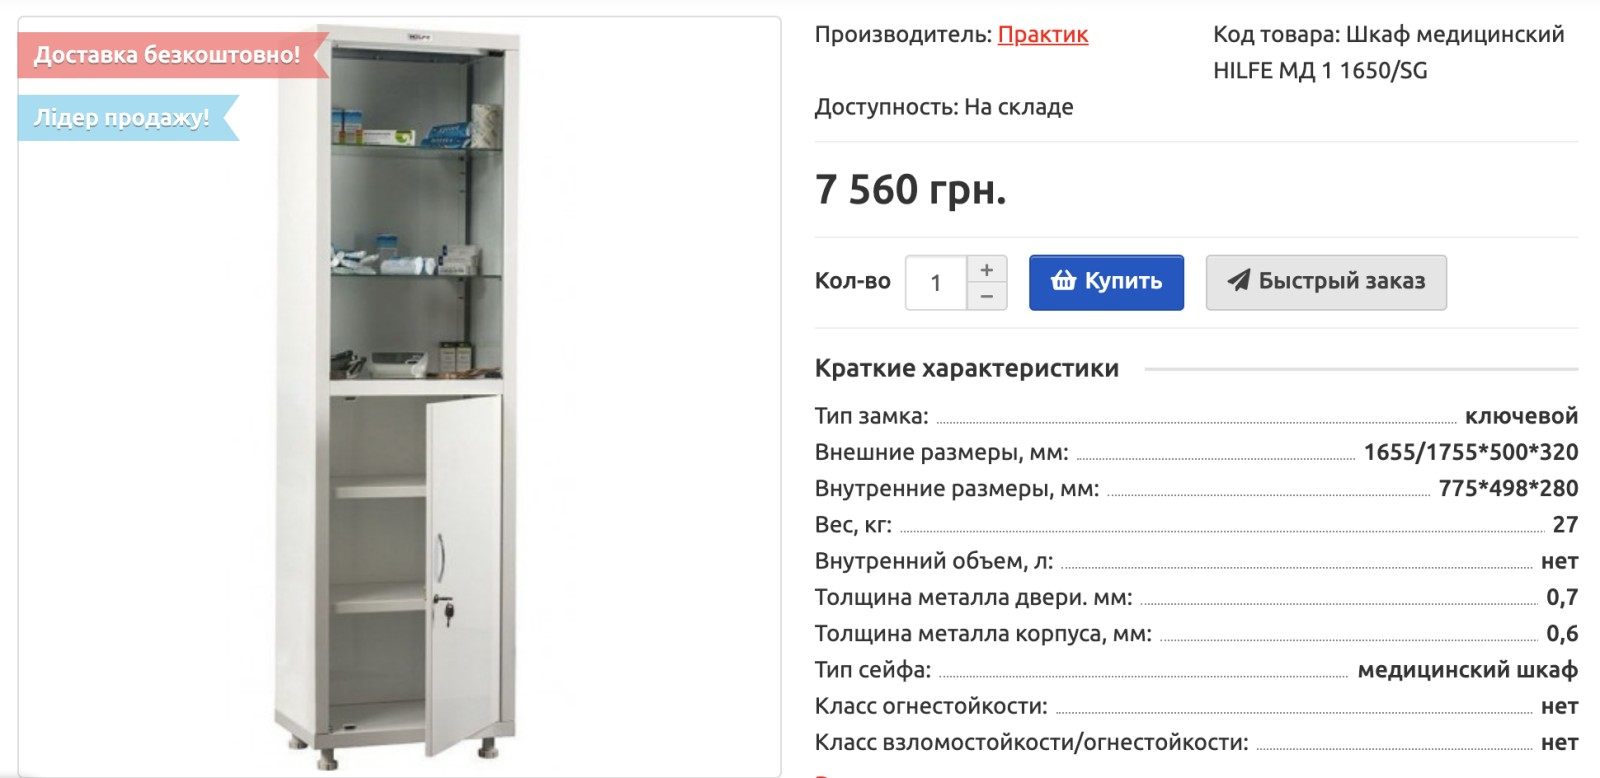 Доставка безкоштовно!
Лідер продажу!
Производитель: Практик
Код товара: Шкаф медицинский
HILFE МД 1 1650/SG
Доступность: На складе
7 560 грн.
Кол-во 1 + − Купить Быстрый заказ
Краткие характеристики
Тип замка: ключевой
Внешние размеры, мм: 1655/1755*500*320
Внутренние размеры, мм: 775*498*280
Вес, кг: 27
Внутренний объем, л: нет
Толщина металла двери. мм: 0,7
Толщина металла корпуса, мм: 0,6
Тип сейфа: медицинский шкаф
Класс огнестойкости: нет
Класс взломостойкости/огнестойкости: нет